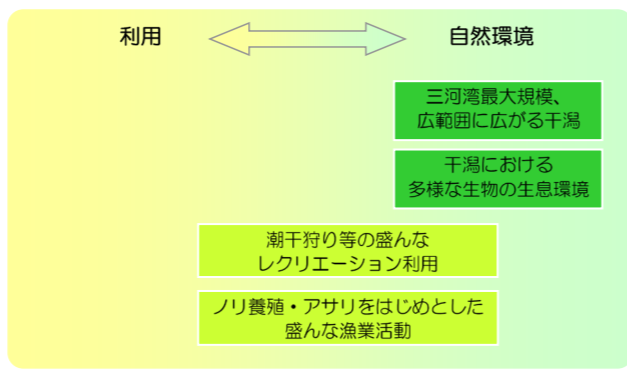 利用
自然環境
三河湾最大規模、
広範囲に広がる干潟
干潟における
多様な生物の生息環境
潮干狩り等の盛んな
レクリエーション利用
ノリ養殖・アサリをはじめとした
盛んな漁業活動